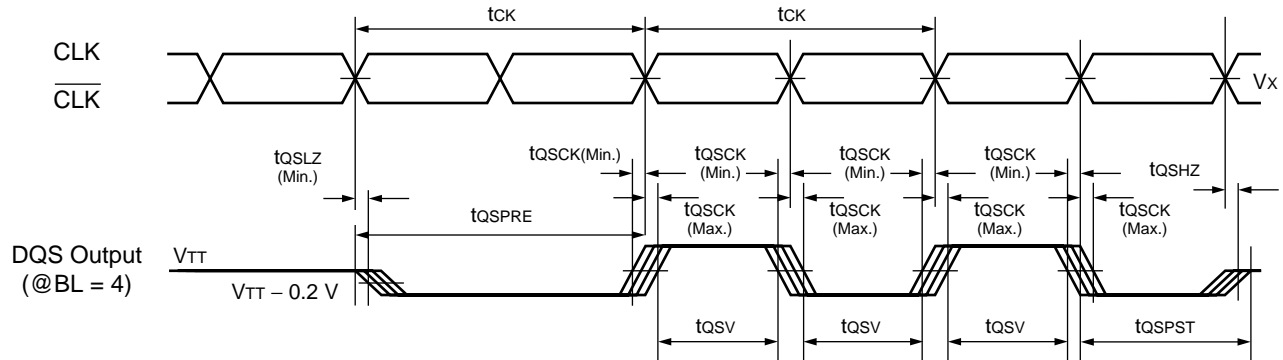 tCK tCK
CLK
CLK
VX
tQSLZ
(Min.)
tQSCK(Min.)
tQSCK
(Min.)
tQSCK
(Min.)
tQSCK
(Min.)
tQSHZ
tQSPRE
tQSCK
(Max.)
tQSCK
(Max.)
tQSCK
(Max.)
tQSCK
(Max.)
DQS Output
(@BL = 4)
VTT
VTT – 0.2 V
tQSV tQSV tQSV tQSPST